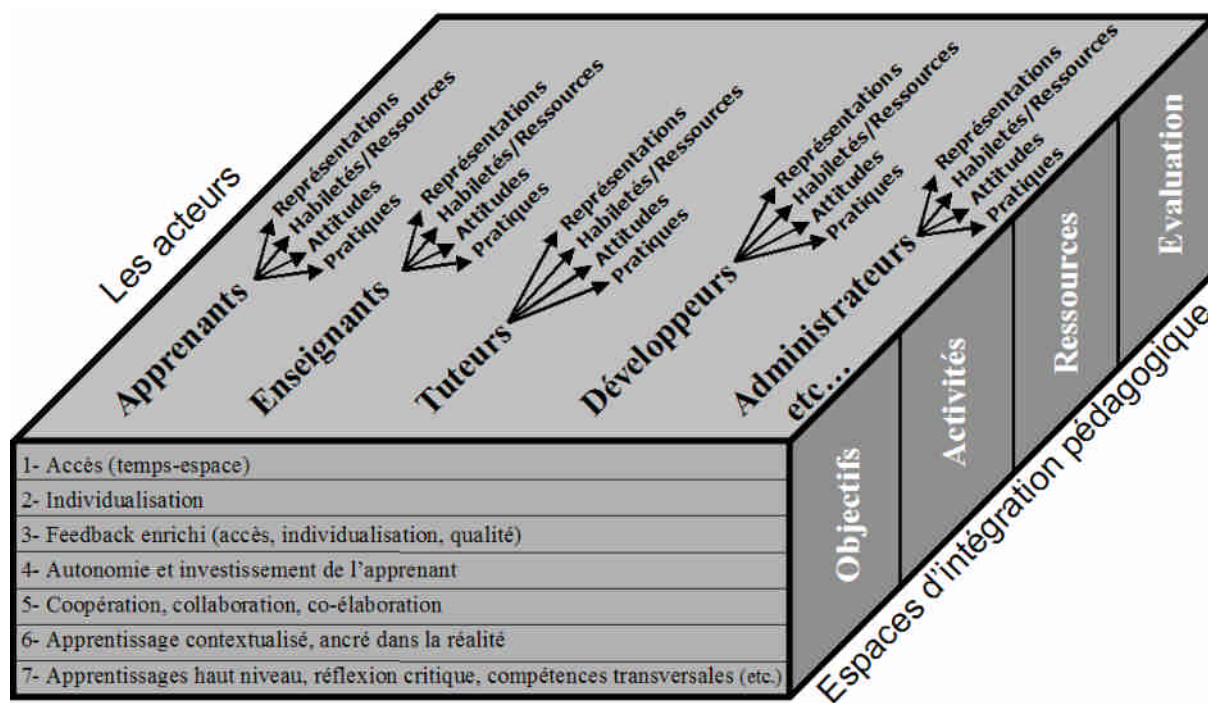 Les acteurs
Représentations
Habiletés/Ressources
Attitudes
Pratiques
Apprenants
Représentations
Habiletés/Ressources
Attitudes
Pratiques
Enseignants
Représentations
Habiletés/Ressources
Attitudes
Pratiques
Tuteurs
Représentations
Habiletés/Ressources
Attitudes
Pratiques
Développeurs
Représentations
Habiletés/Ressources
Attitudes
Pratiques
Administrateurs
etc...
1- Accès (temps-espace)
2- Individualisation
3- Feedback enrichi (accès, individualisation, qualité)
4- Autonomie et investissement de l'apprenant
5- Coopération, collaboration, co-élaboration
6- Apprentissage contextualisé, ancré dans la réalité
7- Apprentissages haut niveau, réflexion critique, compétences transversales (etc.)
Objectifs
Activités
Ressources
Evaluation
Espaces d'intégration pédagogique